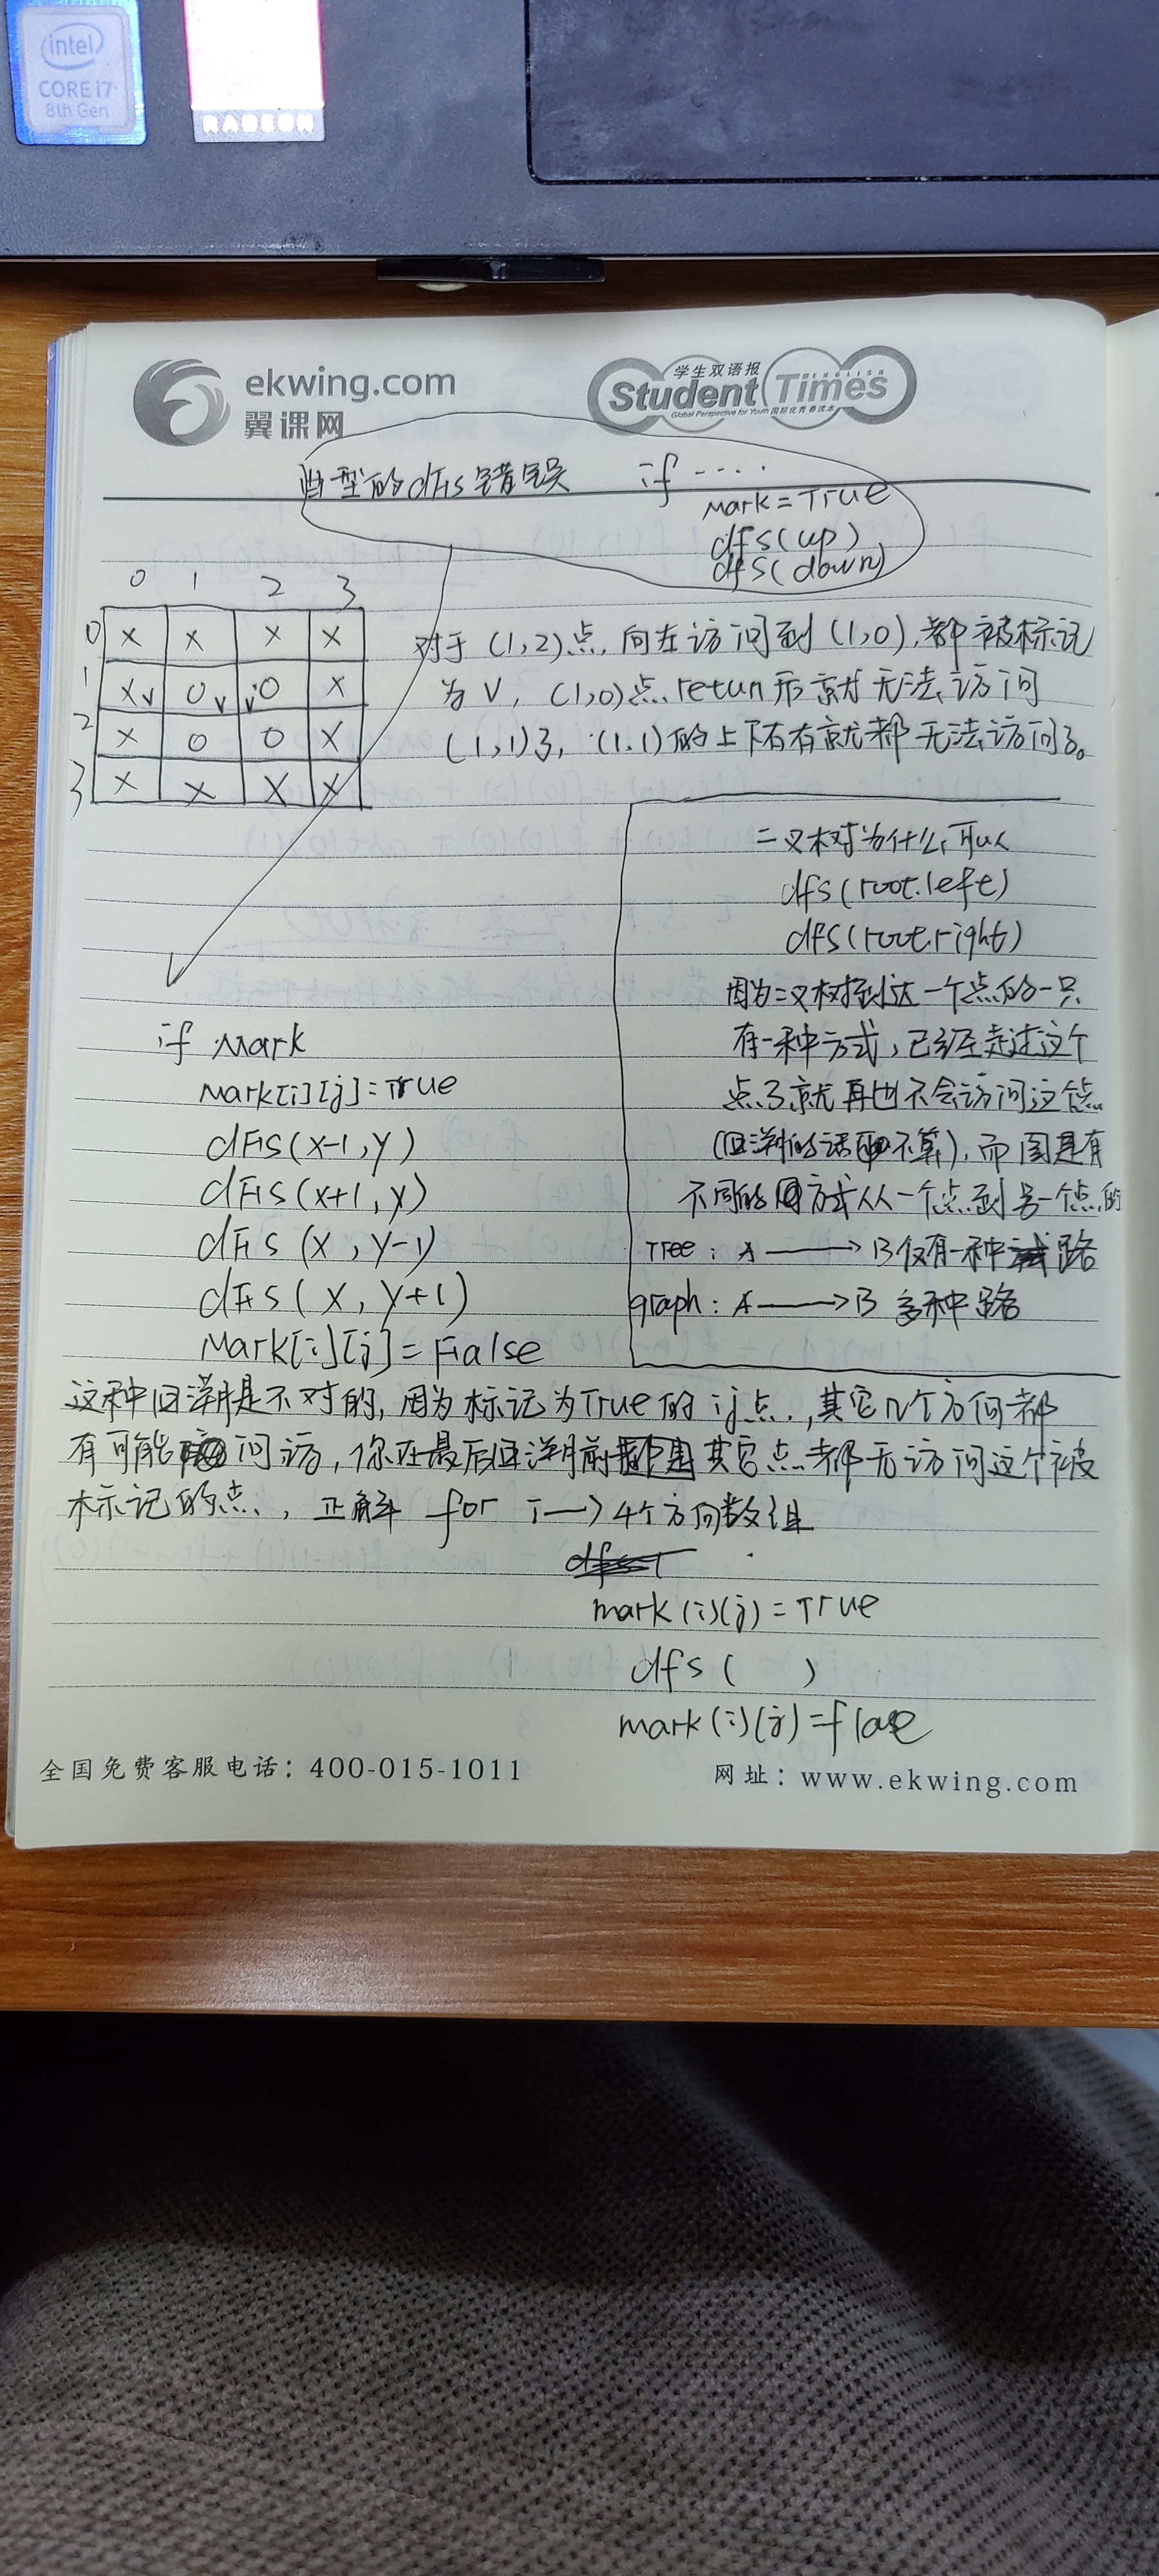 intel
CORE i7
8th Gen
RADEON
ekwing.com
翼课网
学生双语报
ENGLISH
Student Times
Global Perspective for Youth 国际化青春读本
典型的dFs错误 if ----.
mark=True
dfs(up)
dfs(down)
0 1 2 3
0 x x x x
1 x v 0 v v 0 x
2 x 0 0 x
3 x x x x
对于(1,2)点,向左访问到(1,0),都被标记
为V,(1,0)点retun 形 就无法访问
(1,1)了,(1.1)的上下右有就都无法访问了。
二叉树为什么可以
dfs(root.left)
dfs(root.right)
因为二叉树到达一个点的一只
有一种方式,已经走过这个
点了就再也不会访问这个点
(回溯的话不算),而图是有
不同的方式从一个点到另一个点的
Tree: A ——> B 仅有一种 路
graph: A ——> B 多种路
if Mark
Mark[i][j]=True
dFs(x-1,y)
dFs(x+1,y)
dFs(x,y-1)
dFs(x,y+1)
Mark[i][j]=False
这种回溯是不对的,因为标记为True的ij点.,其它几个方向都
有可能 问访,你在最后回溯前 其它点都无访问这个被
标记的点.,正解 for i—>4个方向数组
mark(i)(j)=True
dfs( )
mark(i)(j)=flase
全国免费客服电话：400-015-1011
网址：www.ekwing.com